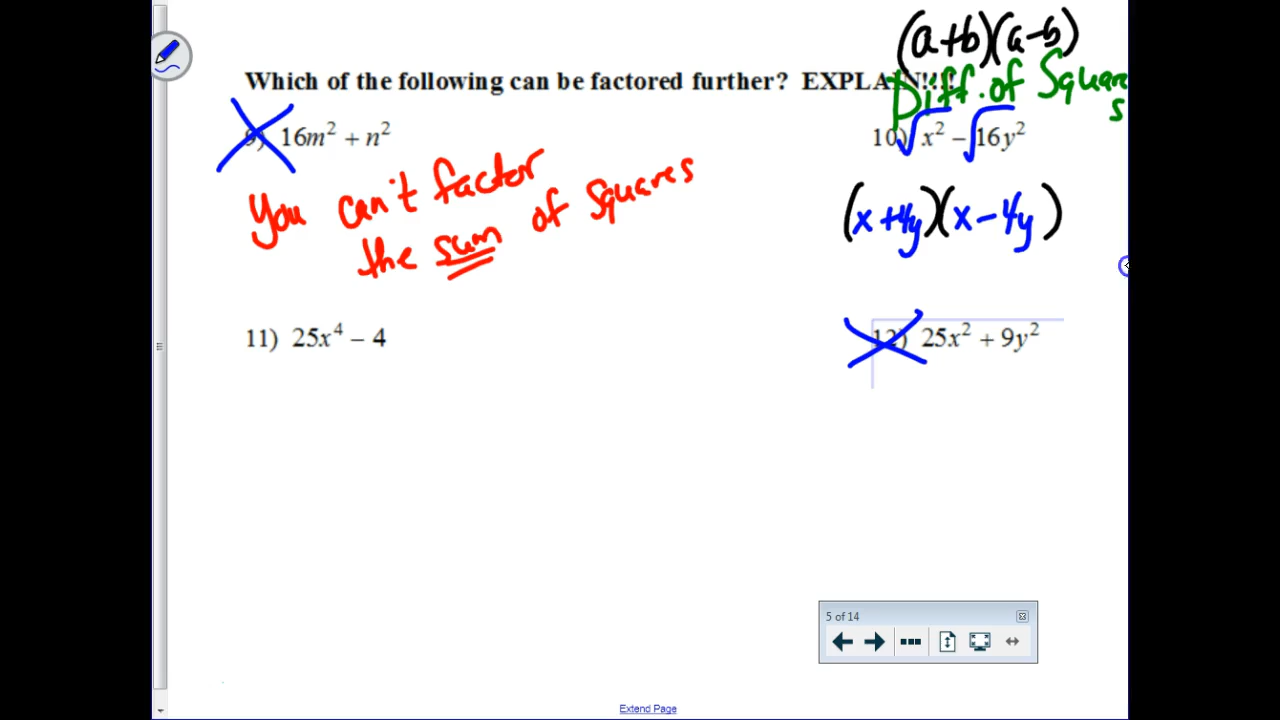 (a+b)(a-b)
Which of the following can be factored further? EXPLAIN!!!!
Diff. of Squares
9) 16m² + n²
10) √x² – √16y²
You can't factor
the sum of squares
(x+4y)(x-4y)
11) 25x⁴ – 4
12) 25x² + 9y²
5 of 14
Extend Page